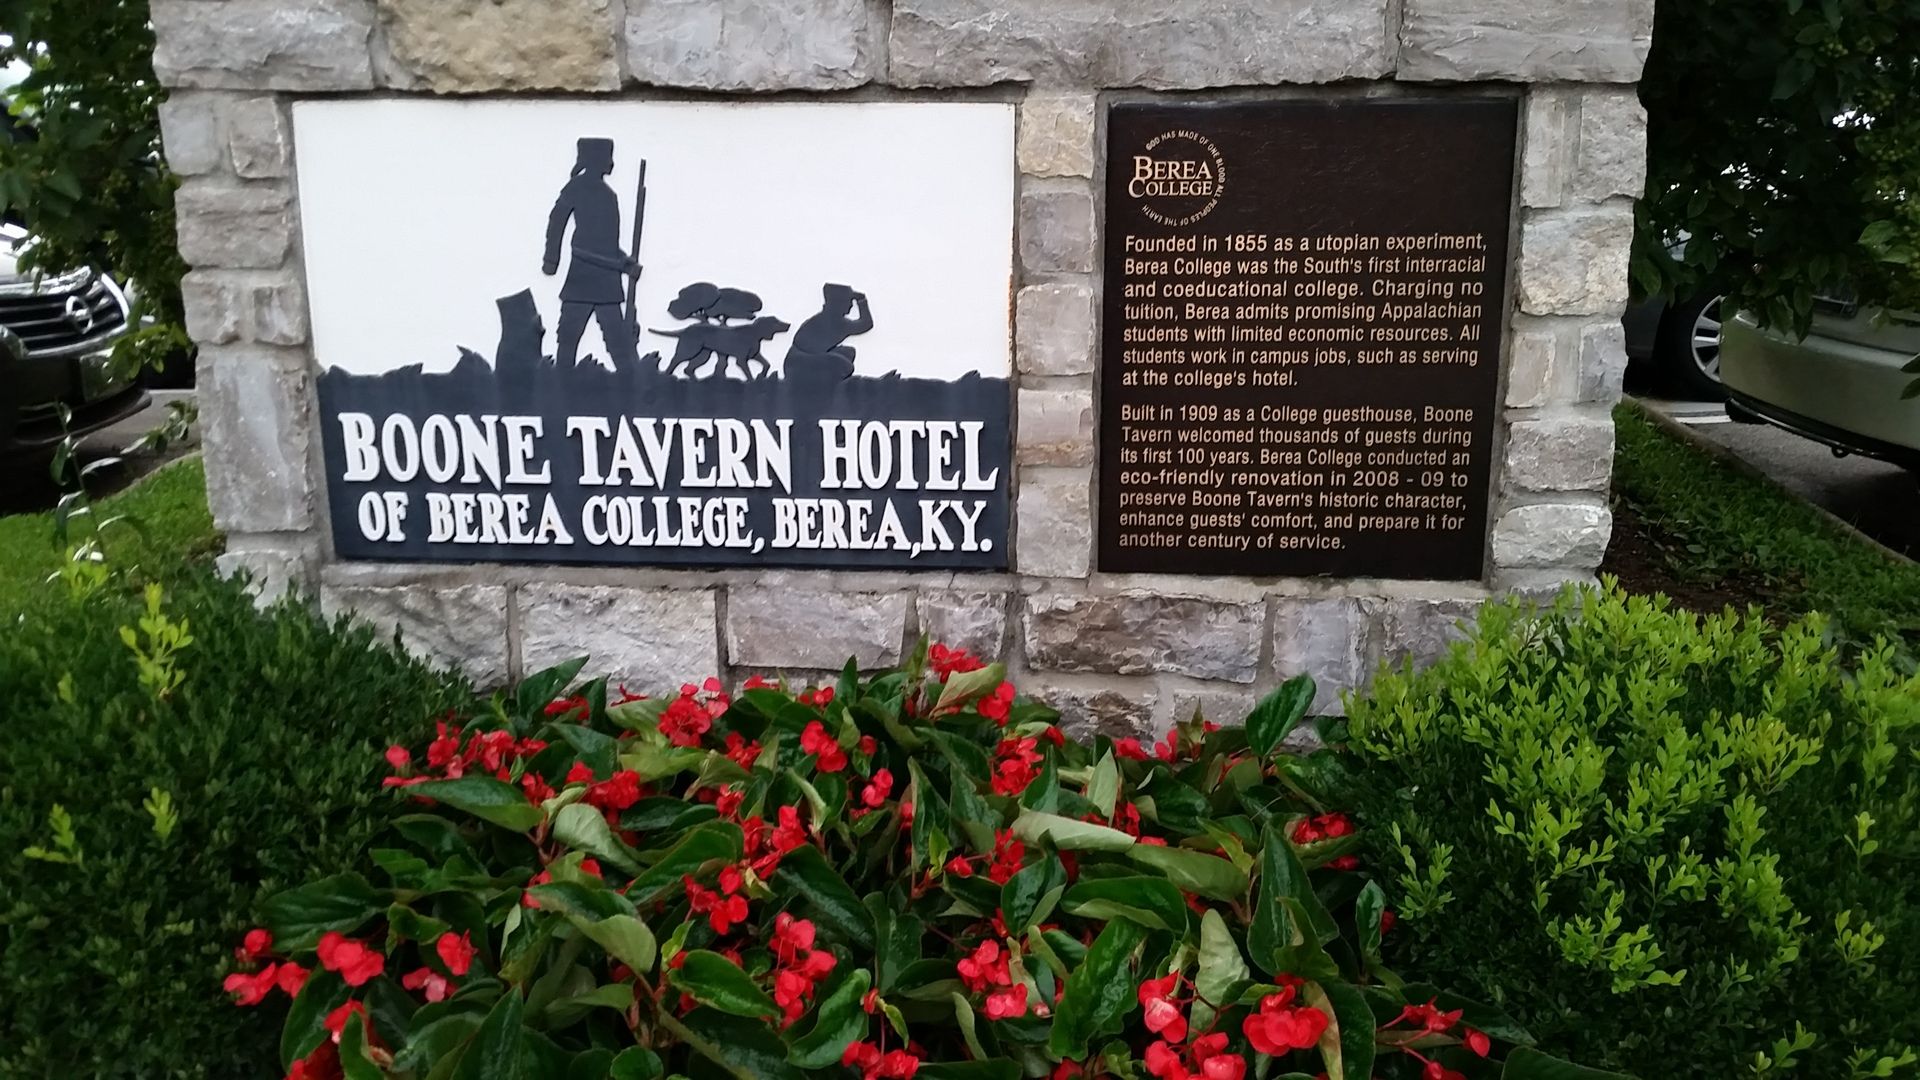 BOONE TAVERN HOTEL
OF BEREA COLLEGE, BEREA, KY.
GOD HAS MADE OF ONE BLOOD ALL PEOPLES OF THE EARTH
BEREA
COLLEGE
Founded in 1855 as a utopian experiment,
Berea College was the South's first interracial
and coeducational college. Charging no
tuition, Berea admits promising Appalachian
students with limited economic resources. All
students work in campus jobs, such as serving
at the college's hotel.
Built in 1909 as a College guesthouse, Boone
Tavern welcomed thousands of guests during
its first 100 years. Berea College conducted an
eco-friendly renovation in 2008 - 09 to
preserve Boone Tavern's historic character,
enhance guests' comfort, and prepare it for
another century of service.